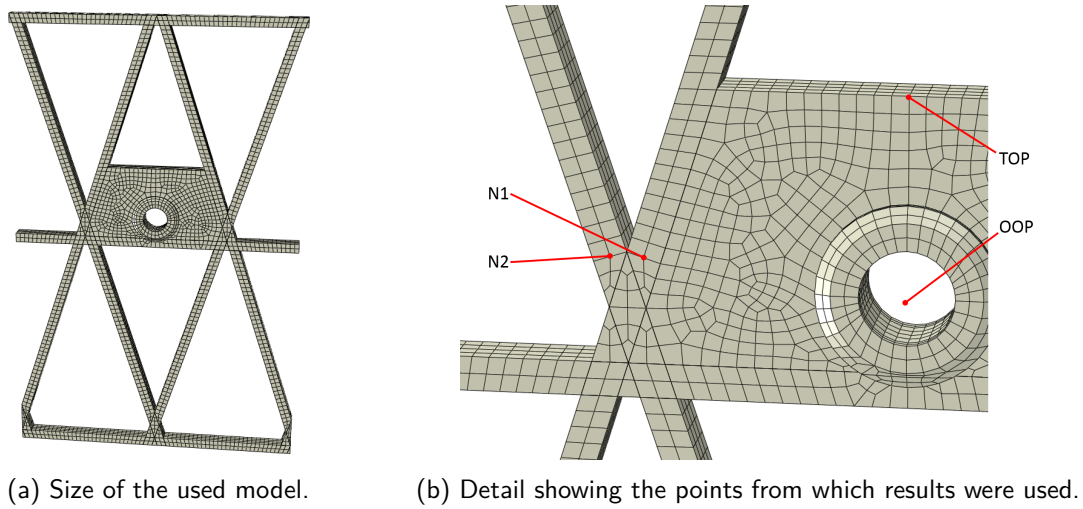 TOP
N1
OOP
N2
(a) Size of the used model.
(b) Detail showing the points from which results were used.